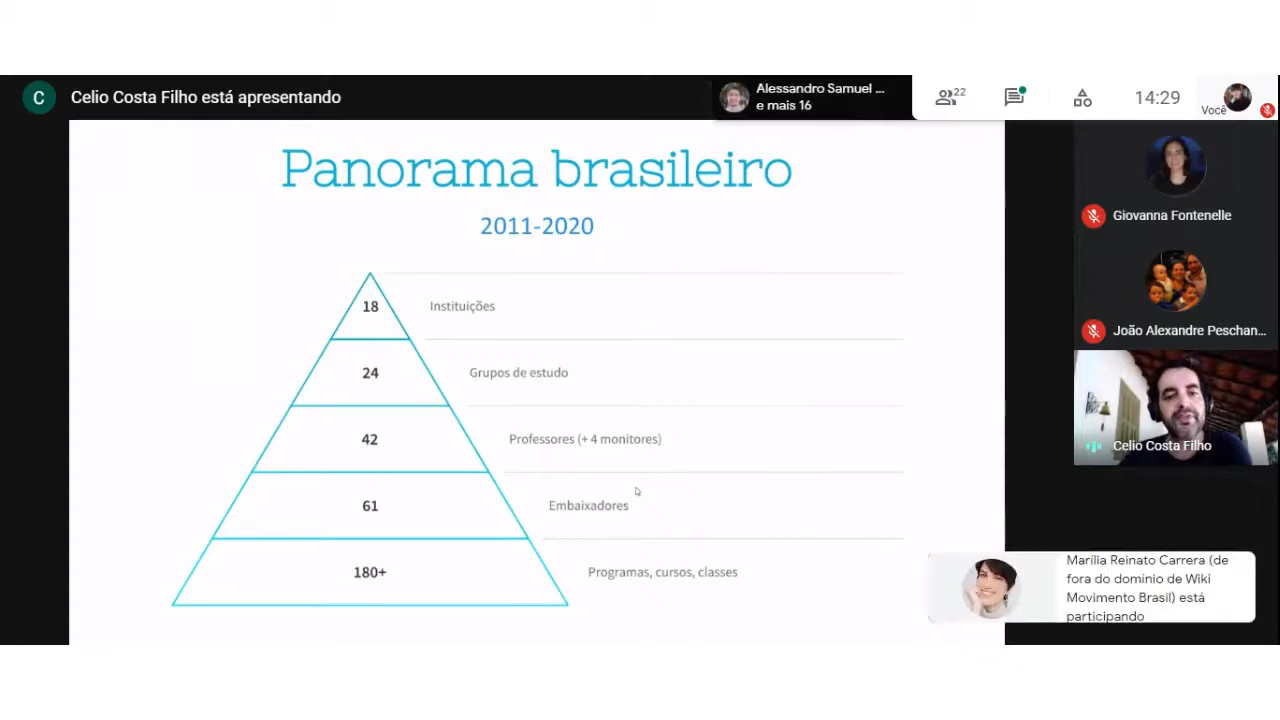 C
Celio Costa Filho está apresentando
Alessandro Samuel ...
e mais 16
22
14:29
Você
Panorama brasileiro
2011-2020
18
Instituições
24
Grupos de estudo
42
Professores (+ 4 monitores)
61
Embaixadores
180+
Programas, cursos, classes
Giovanna Fontenelle
João Alexandre Peschan...
Celio Costa Filho
Marília Reinato Carrera (de
fora do domínio de Wiki
Movimento Brasil) está
participando